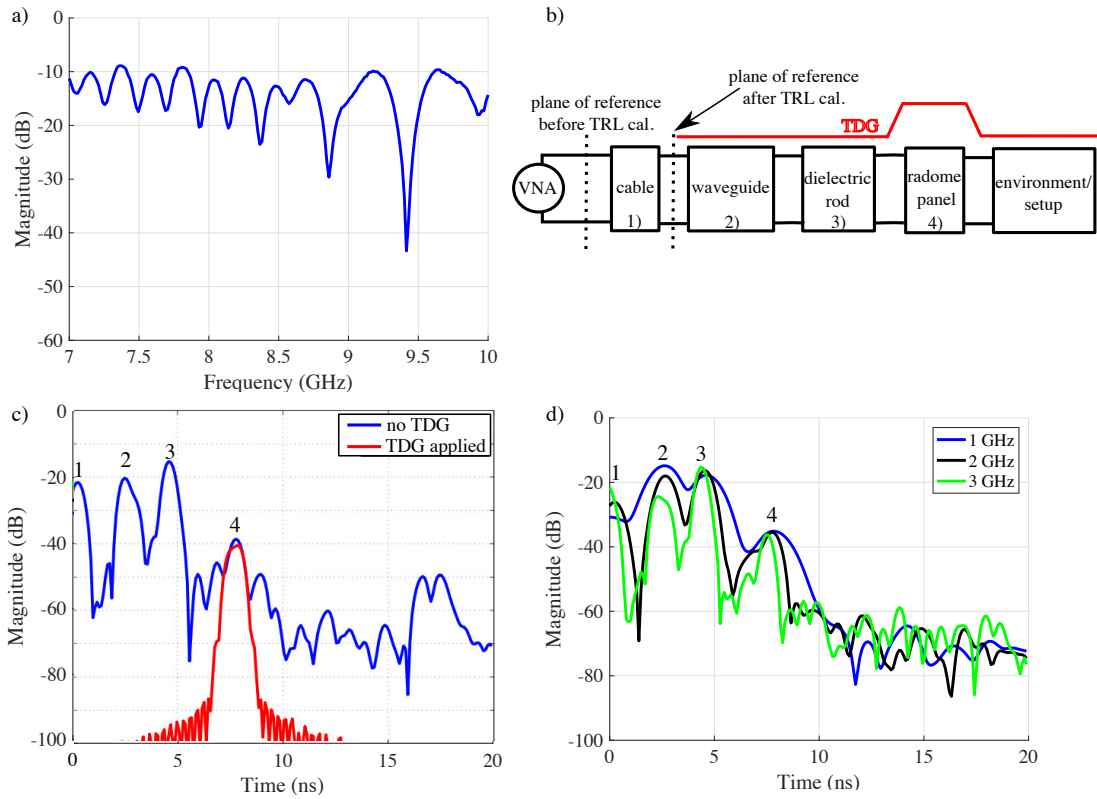 a)
0
-10
-20
-30
-40
-50
-60
Magnitude (dB)
7
7.5
8
8.5
9
9.5
10
Frequency (GHz)
b)
plane of reference
before TRL cal.
plane of reference
after TRL cal.
TDG
VNA
cable
1)
waveguide
2)
dielectric
rod
3)
radome
panel
4)
environment/
setup
c)
0
-20
-40
-60
-80
-100
Magnitude (dB)
no TDG
TDG applied
1
2
3
4
0
5
10
15
20
Time (ns)
d)
0
-20
-40
-60
-80
-100
Magnitude (dB)
1 GHz
2 GHz
3 GHz
1
2
3
4
0
5
10
15
20
Time (ns)